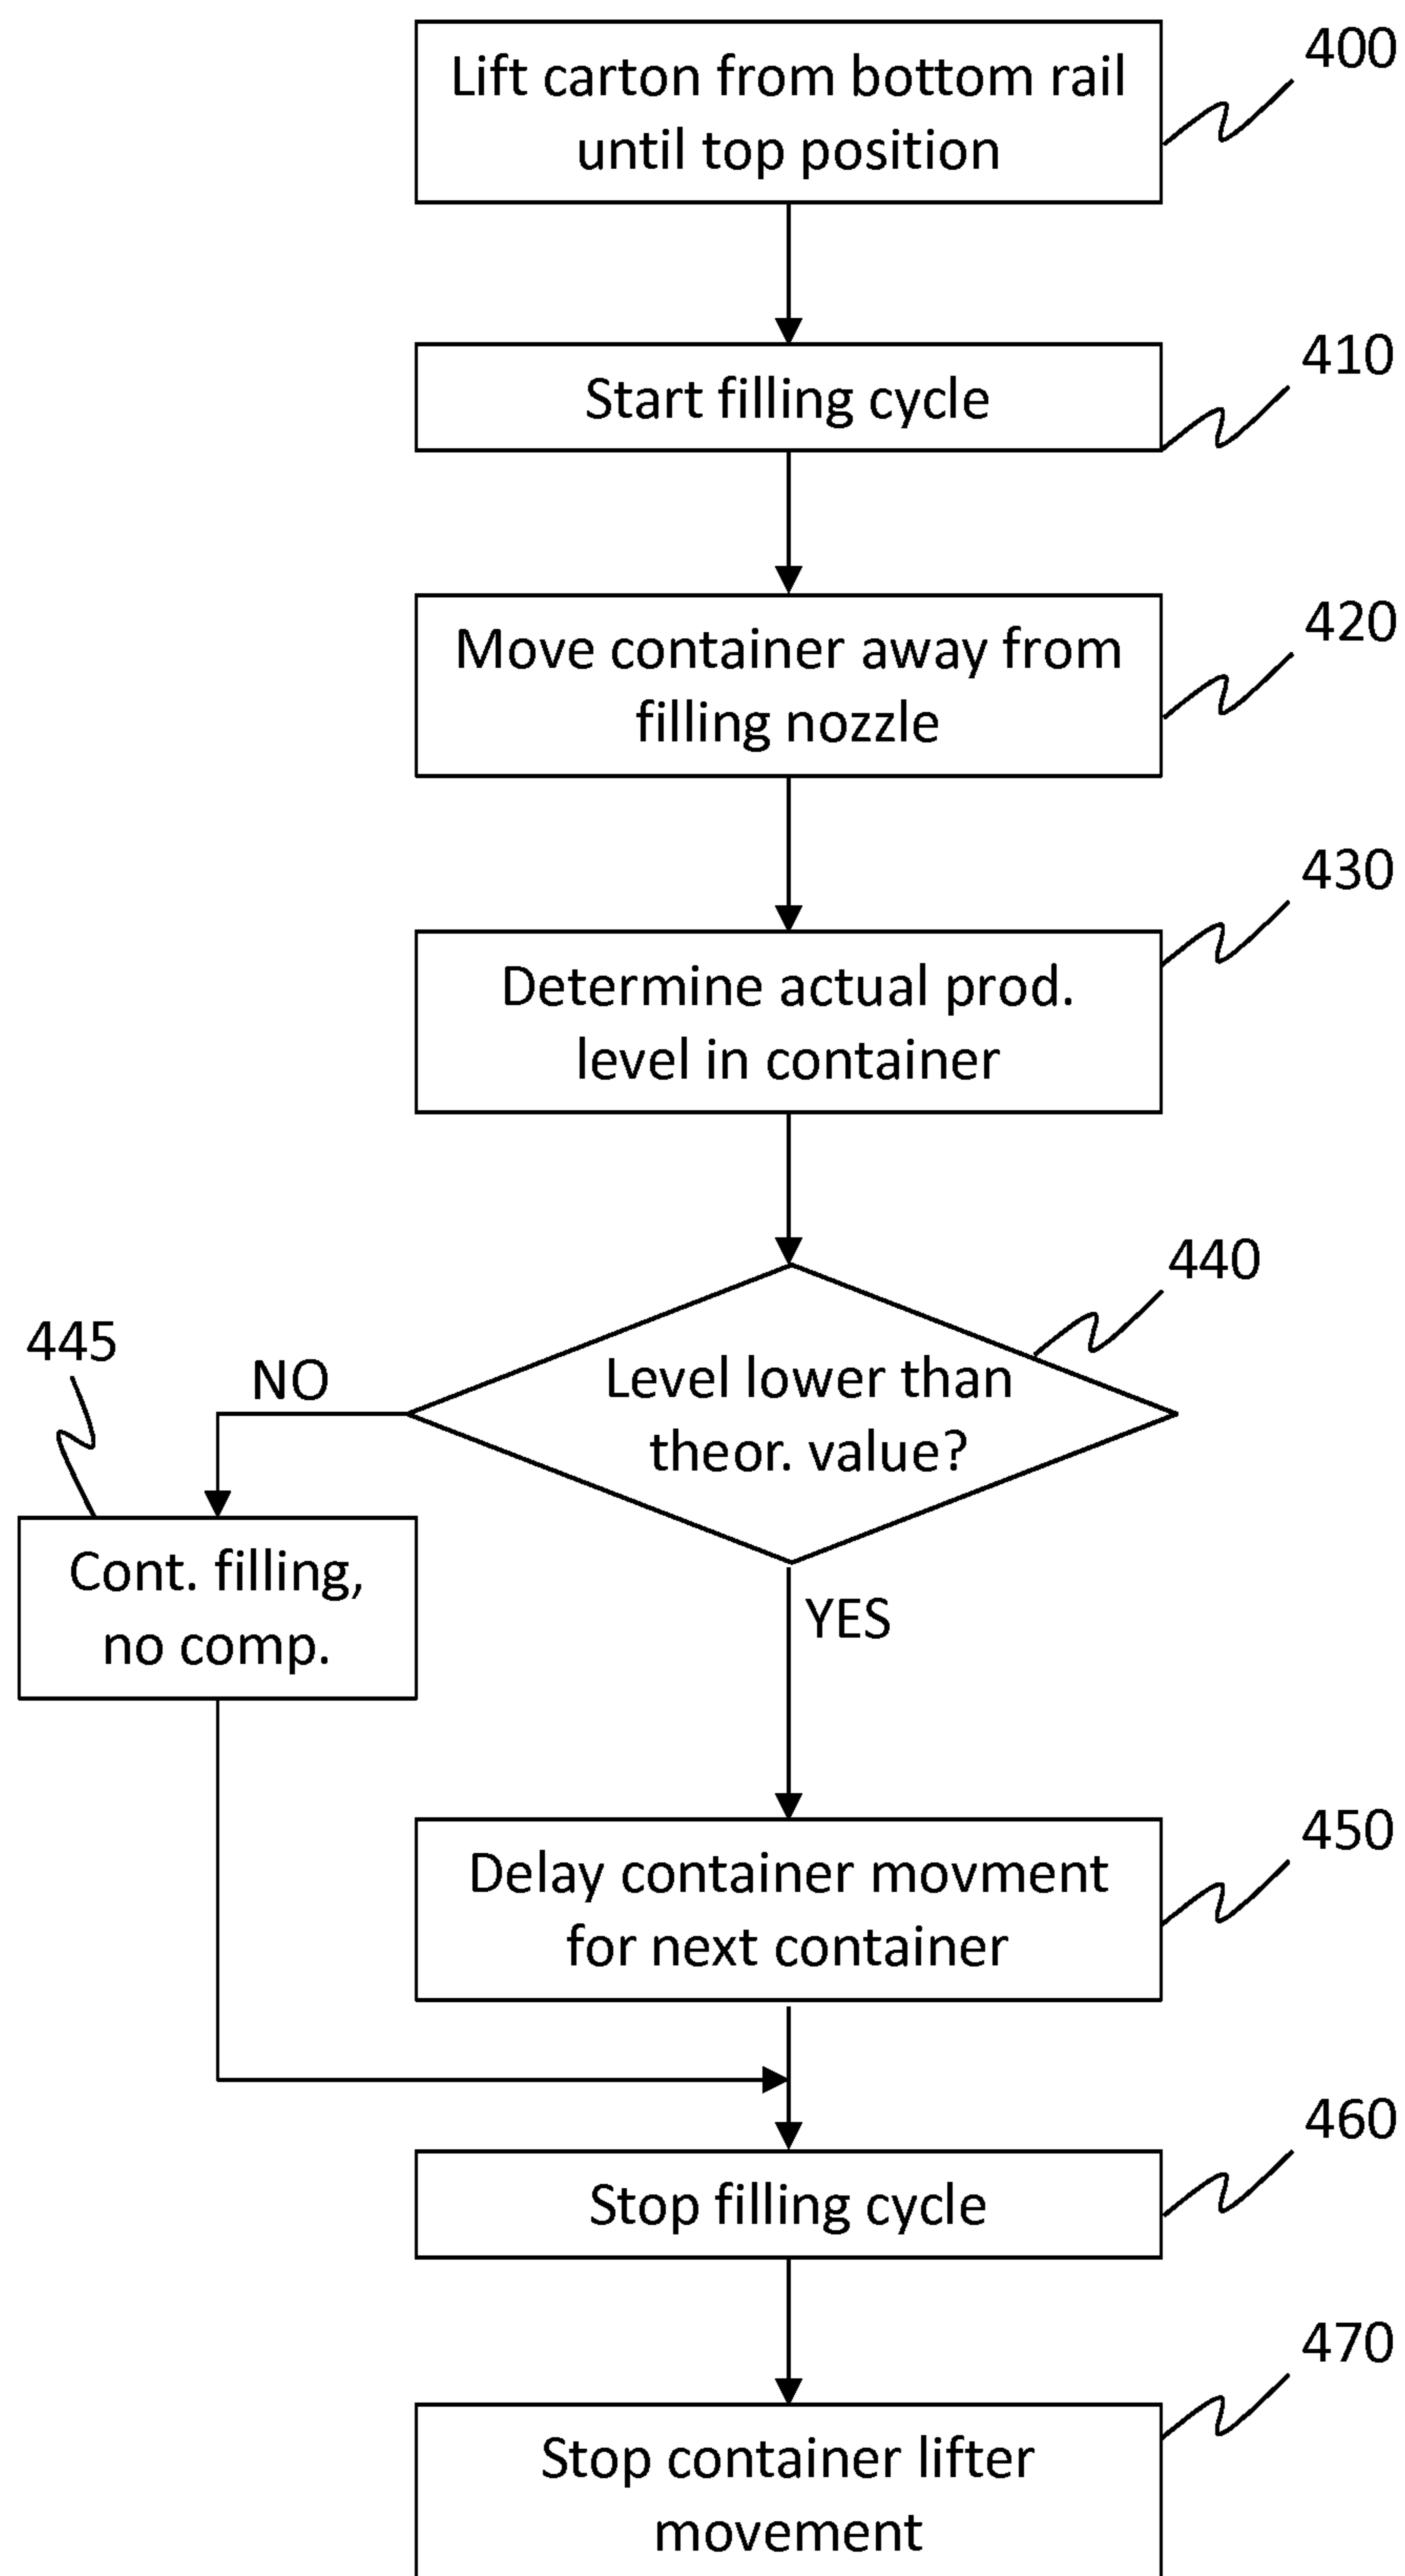 Lift carton from bottom rail
until top position
400
Start filling cycle
410
Move container away from
filling nozzle
420
Determine actual prod.
level in container
430
Level lower than
theor. value?
440
NO
445
Cont. filling,
no comp.
YES
Delay container movment
for next container
450
Stop filling cycle
460
Stop container lifter
movement
470